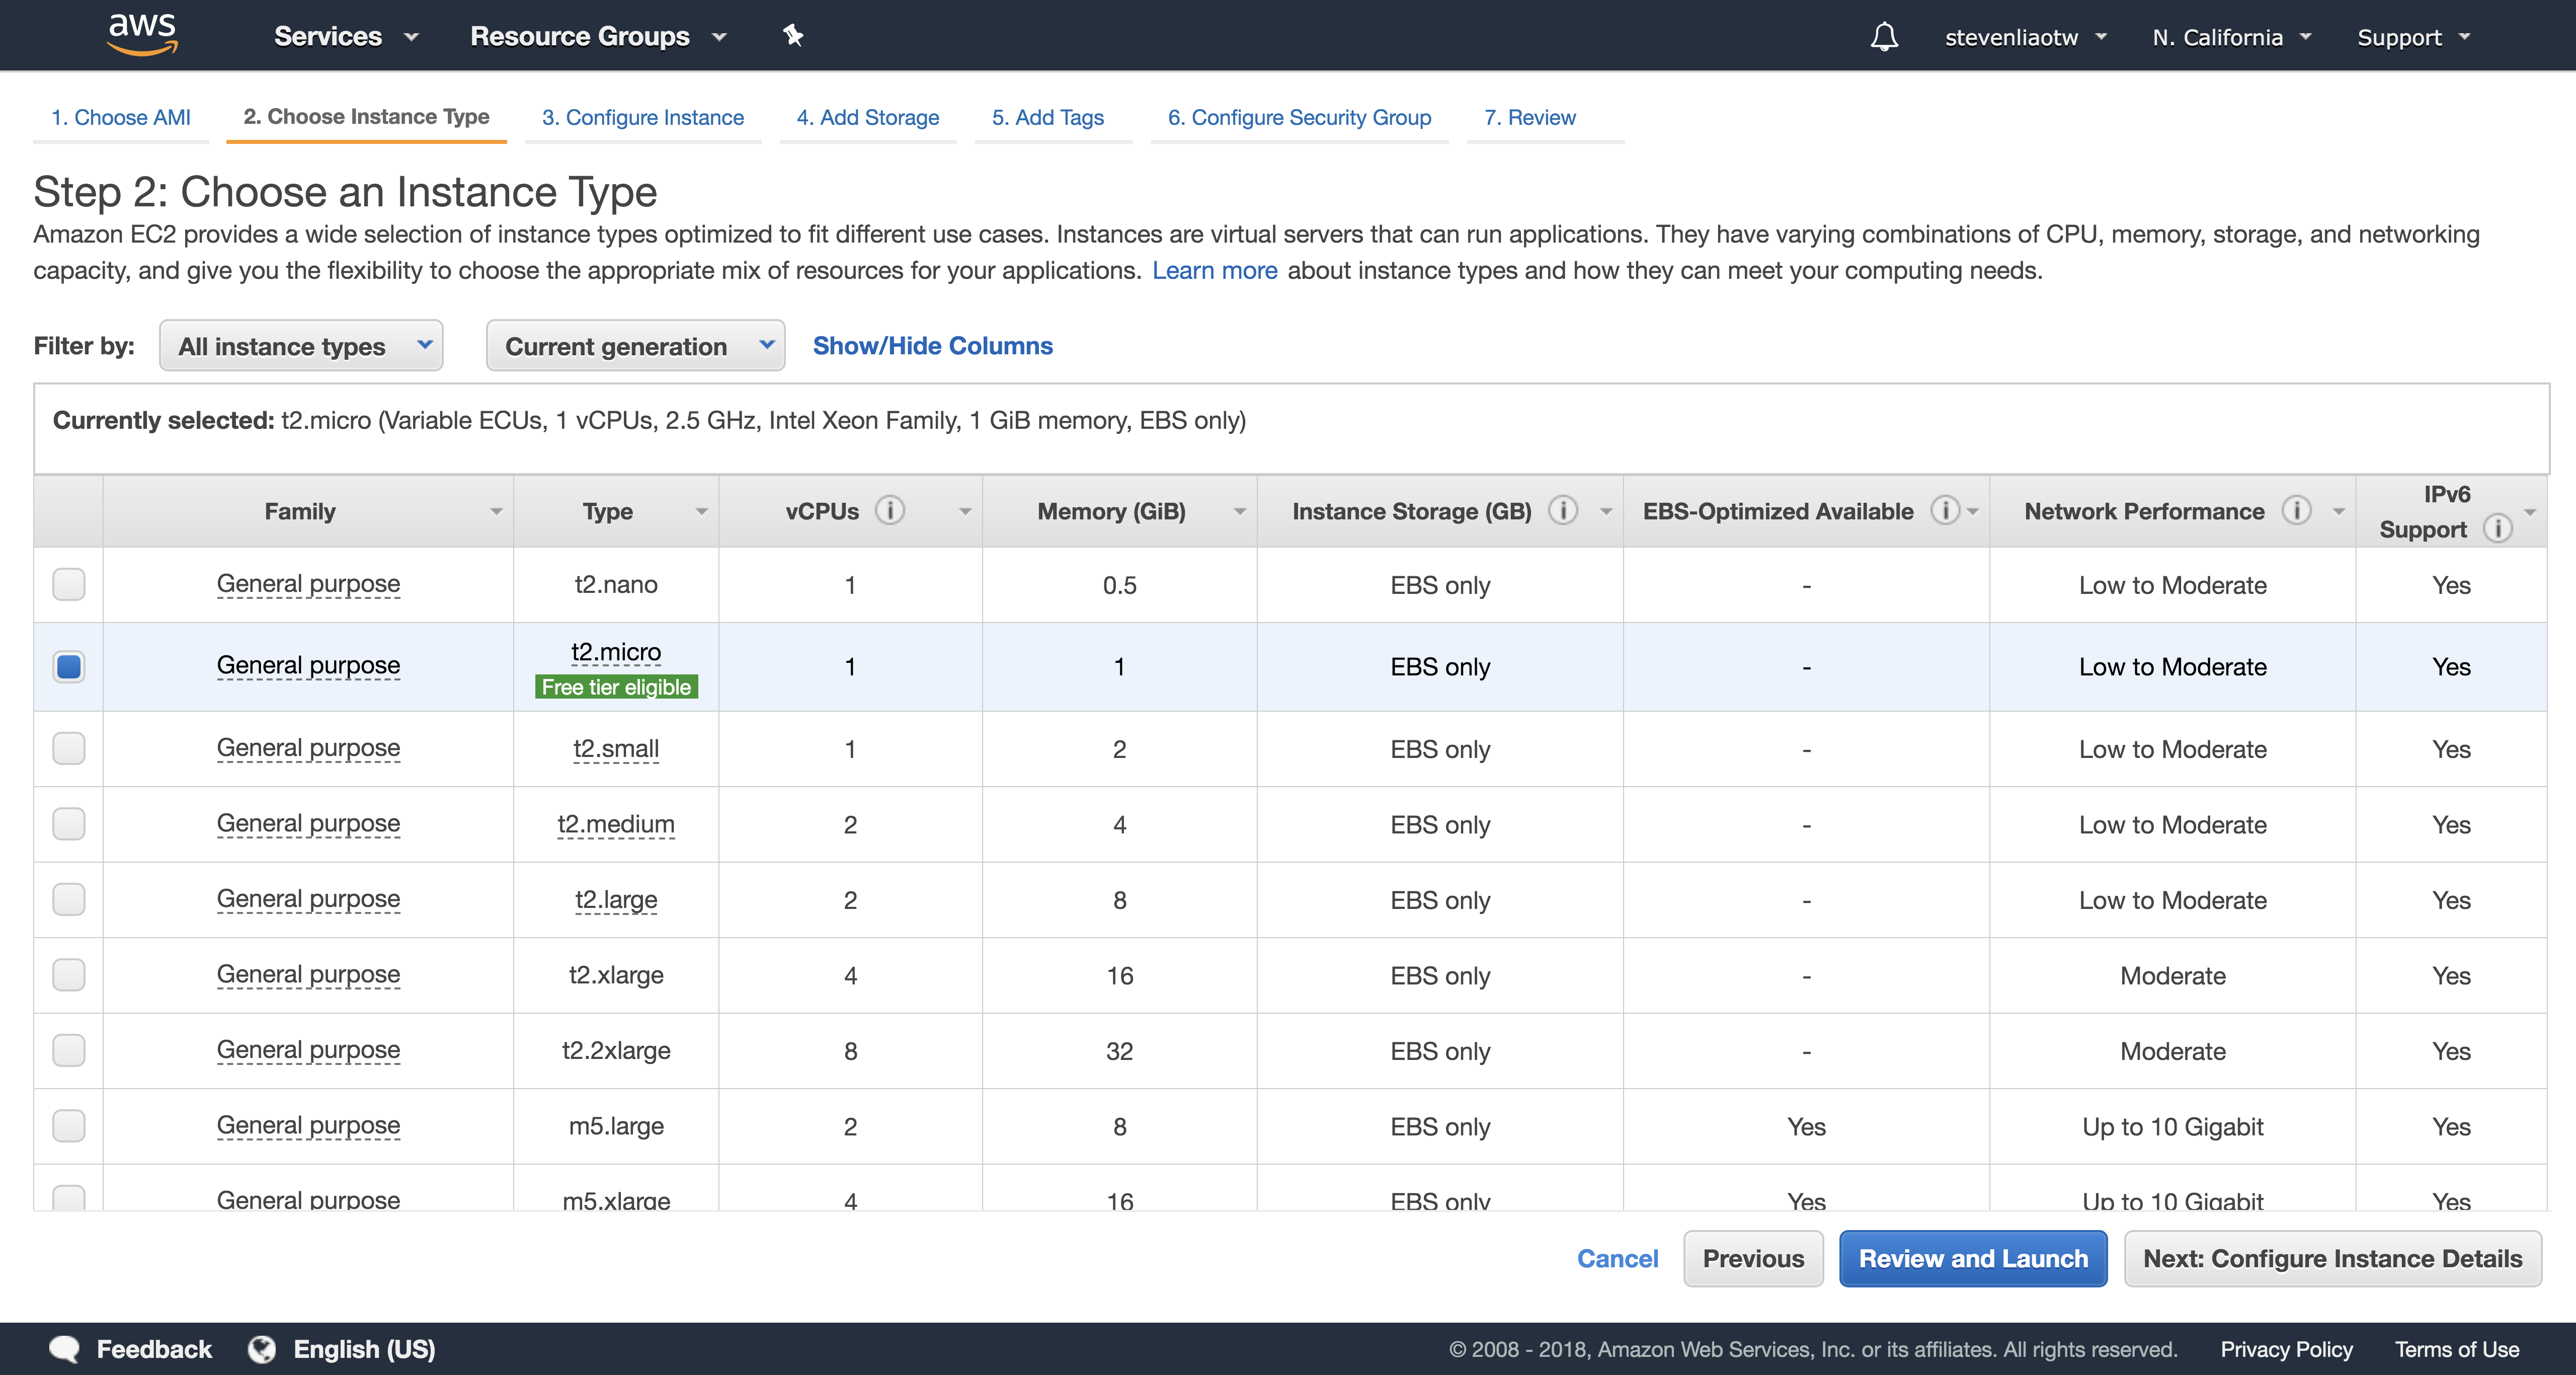 aws Services Resource Groups stevenliaotw N. California Support
1. Choose AMI 2. Choose Instance Type 3. Configure Instance 4. Add Storage 5. Add Tags 6. Configure Security Group 7. Review
Step 2: Choose an Instance Type
Amazon EC2 provides a wide selection of instance types optimized to fit different use cases. Instances are virtual servers that can run applications. They have varying combinations of CPU, memory, storage, and networking
capacity, and give you the flexibility to choose the appropriate mix of resources for your applications. Learn more about instance types and how they can meet your computing needs.
Filter by: All instance types Current generation Show/Hide Columns
Currently selected: t2.micro (Variable ECUs, 1 vCPUs, 2.5 GHz, Intel Xeon Family, 1 GiB memory, EBS only)
Family Type vCPUs i Memory (GiB) Instance Storage (GB) i EBS-Optimized Available i Network Performance i IPv6
Support i
General purpose t2.nano 1 0.5 EBS only - Low to Moderate Yes
General purpose t2.micro 1 1 EBS only - Low to Moderate Yes
Free tier eligible
General purpose t2.small 1 2 EBS only - Low to Moderate Yes
General purpose t2.medium 2 4 EBS only - Low to Moderate Yes
General purpose t2.large 2 8 EBS only - Low to Moderate Yes
General purpose t2.xlarge 4 16 EBS only - Moderate Yes
General purpose t2.2xlarge 8 32 EBS only - Moderate Yes
General purpose m5.large 2 8 EBS only Yes Up to 10 Gigabit Yes
General purpose m5.xlarge 4 16 EBS only Yes Up to 10 Gigabit Yes
Cancel Previous Review and Launch Next: Configure Instance Details
Feedback English (US) © 2008 - 2018, Amazon Web Services, Inc. or its affiliates. All rights reserved. Privacy Policy Terms of Use